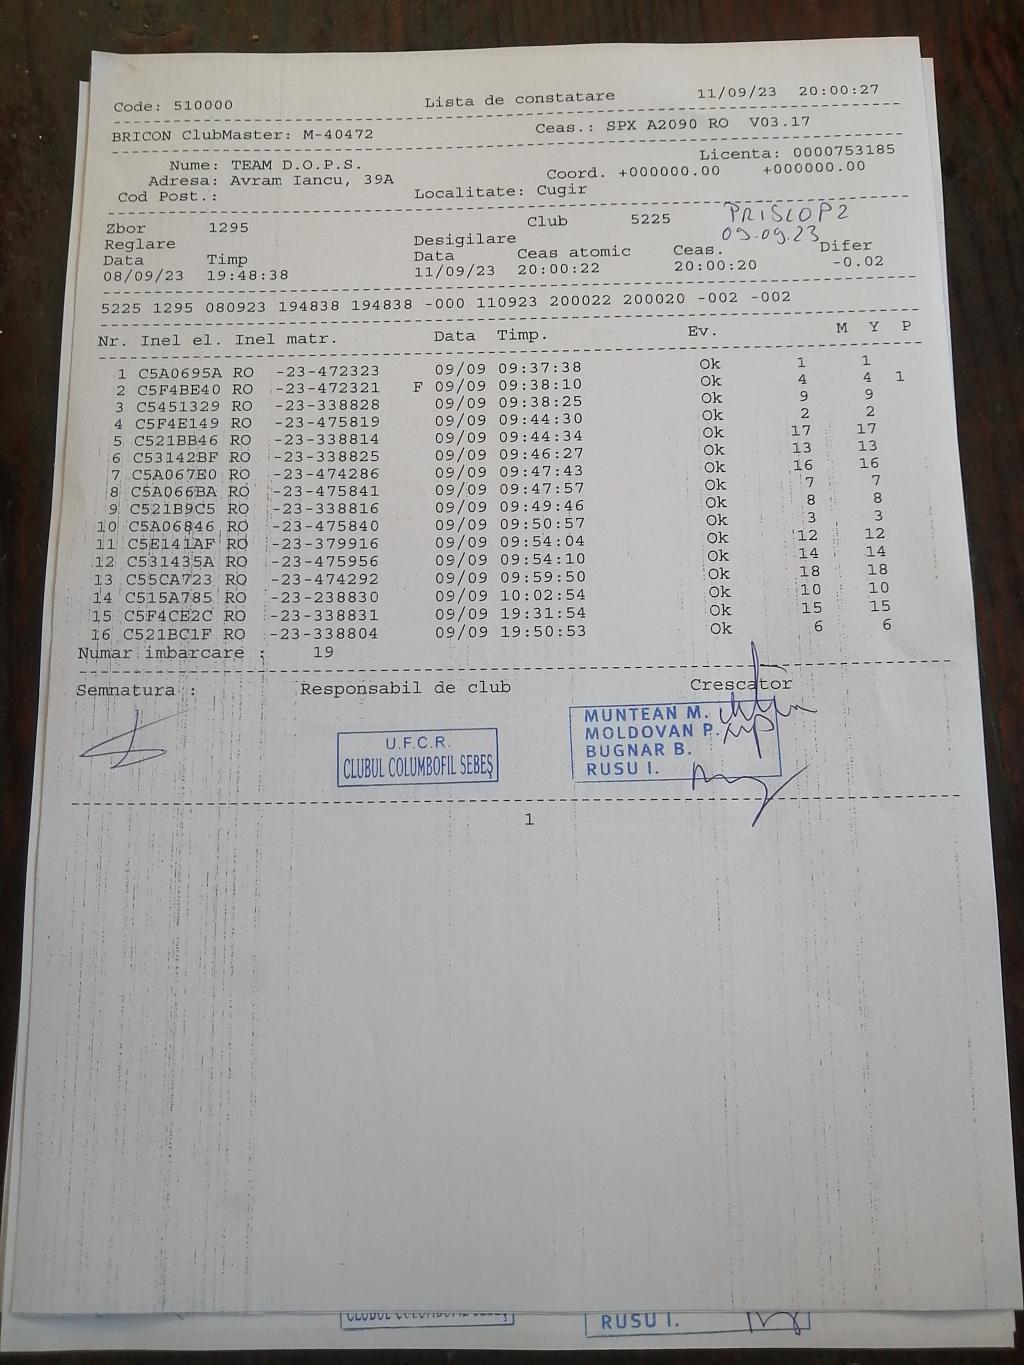 Code: 510000 Lista de constatare 11/09/23 20:00:27
BRICON ClubMaster: M-40472 Ceas.: SPX A2090 RO V03.17
Nume: TEAM D.O.P.S. Licenta: 0000753185
Adresa: Avram Iancu, 39A Coord. +000000.00 +000000.00
Cod Post.: Localitate: Cugir
Zbor 1295 Club 5225 PRISLOP2
Reglare Desigilare 09.09.23
Data Timp Data Ceas atomic Ceas. Difer
08/09/23 19:48:38 11/09/23 20:00:22 20:00:20 -0.02
5225 1295 080923 194838 194838 -000 110923 200022 200020 -002 -002
Nr. Inel el. Inel matr. Data Timp. Ev. M Y P
1 C5A0695A RO -23-472323 09/09 09:37:38 Ok 1 1
2 C5F4BE40 RO -23-472321 F 09/09 09:38:10 Ok 4 4 1
3 C5451329 RO -23-338828 09/09 09:38:25 Ok 9 9
4 C5F4E149 RO -23-475819 09/09 09:44:30 Ok 2 2
5 C521BB46 RO -23-338814 09/09 09:44:34 Ok 17 17
6 C53142BF RO -23-338825 09/09 09:46:27 Ok 13 13
7 C5A067E0 RO -23-474286 09/09 09:47:43 Ok 16 16
8 C5A066BA RO -23-475841 09/09 09:47:57 Ok 7 7
9 C521B9C5 RO -23-338816 09/09 09:49:46 Ok 8 8
10 C5A06846 RO -23-475840 09/09 09:50:57 Ok 3 3
11 C5E141AF RO -23-379916 09/09 09:54:04 Ok 12 12
12 C531435A RO -23-475956 09/09 09:54:10 Ok 14 14
13 C55CA723 RO -23-474292 09/09 09:59:50 Ok 18 18
14 C515A785 RO -23-238830 09/09 10:02:54 Ok 10 10
15 C5F4CE2C RO -23-338831 09/09 19:31:54 Ok 15 15
16 C521BC1F RO -23-338804 09/09 19:50:53 Ok 6 6
Numar imbarcare : 19
Semnatura : Responsabil de club Crescator
U.F.C.R.
CLUBUL COLUMBOFIL SEBEȘ
MUNTEAN M.
MOLDOVAN P.
BUGNAR B.
RUSU I.
1
CLUBUL COLUMBOFIL SEBEȘ
RUSU I.